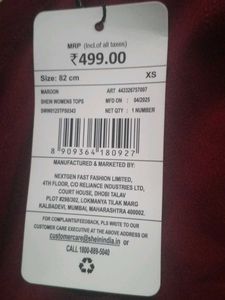 MRP (Incl.of all taxes)
₹499.00
Size: 82 cm XS
MAROON ART 443326757007
SHEIN WOMENS TOPS MFD ON : 04/2025
NET QTY : 1 NUMBER
8 909364 180927
MANUFACTURED & MARKETED BY:
NEXTGEN FAST FASHION LIMITED,
4TH FLOOR, C/O RELIANCE INDUSTRIES LTD,
COURT HOUSE, DHOBI TALAV
PLOT #298/302, LOKMANYA TILAK MARG
KALBADEVI, MUMBAI, MAHARASHTRA 400002.
FOR COMPLAINTS/FEEDBACK, PLS WRITE TO OUR
CUSTOMER CARE EXECUTIVE AT THE ABOVE ADDRESS OR
customercare@sheinindia.in or
CALL 1800-889-5040